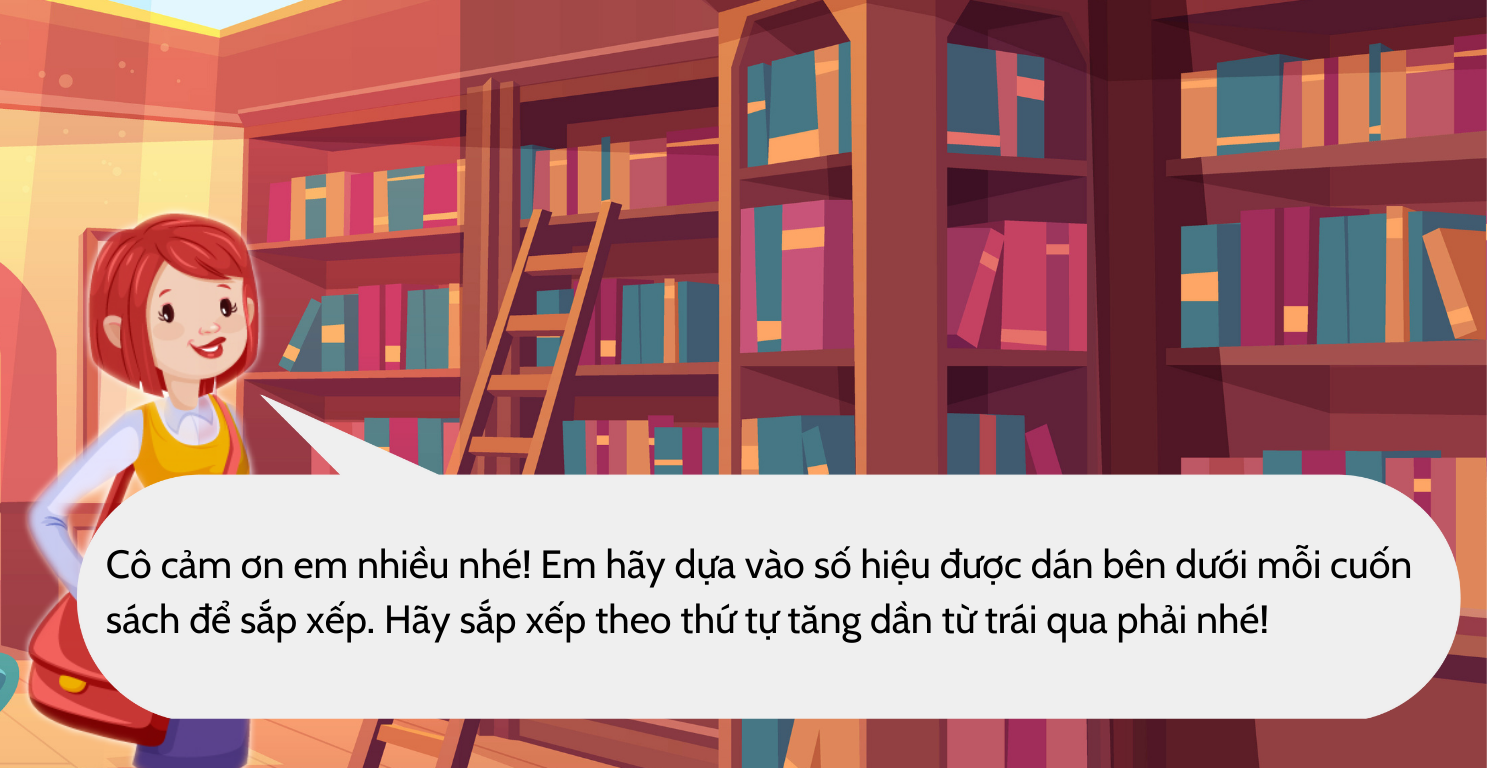 Cô cảm ơn em nhiều nhé! Em hãy dựa vào số hiệu được dán bên dưới mỗi cuốn
sách để sắp xếp. Hãy sắp xếp theo thứ tự tăng dần từ trái qua phải nhé!